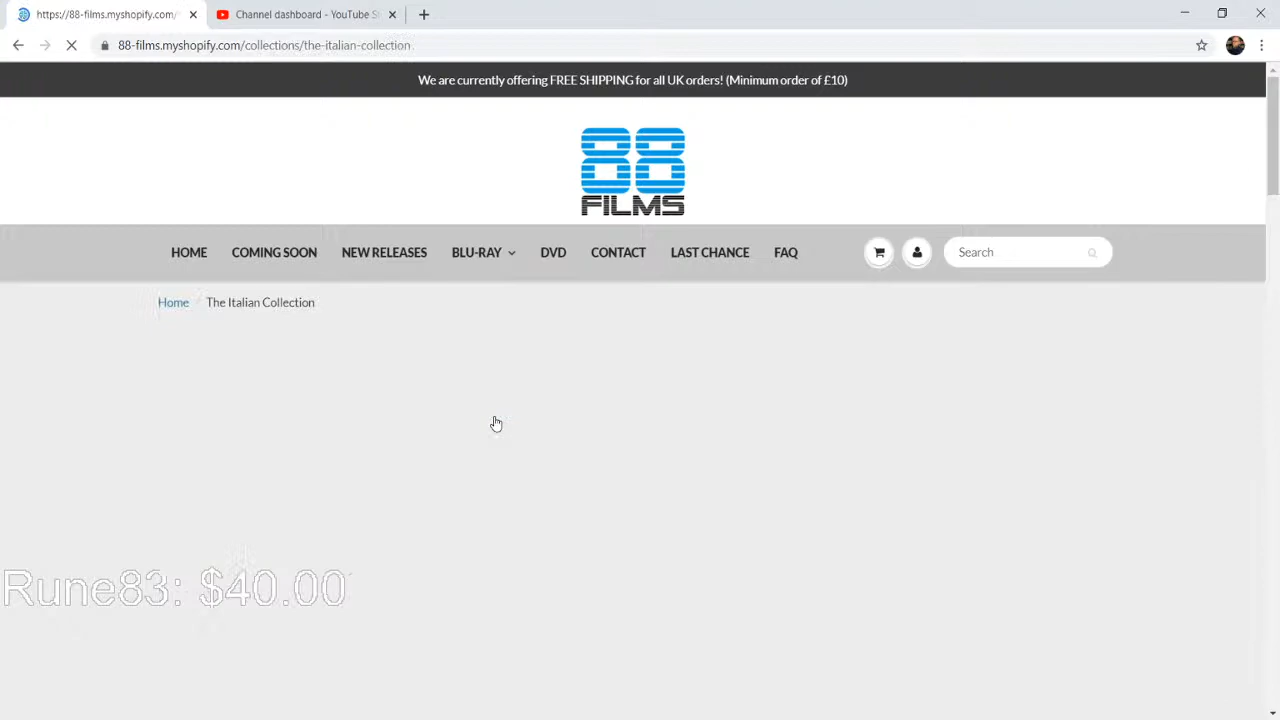 https://88-films.myshopify.com/
Channel dashboard - YouTube S
88-films.myshopify.com/collections/the-italian-collection
We are currently offering FREE SHIPPING for all UK orders! (Minimum order of £10)
88
FILMS
HOME COMING SOON NEW RELEASES BLU-RAY DVD CONTACT LAST CHANCE FAQ Search
Home / The Italian Collection
Rune83: $40.00